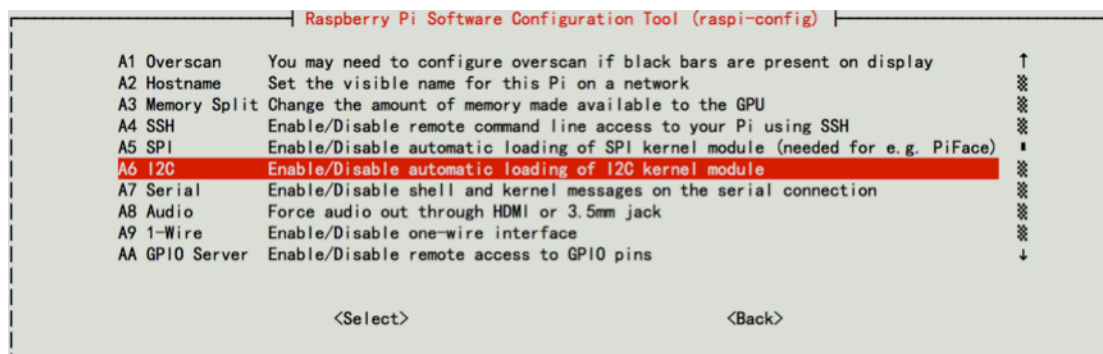 Raspberry Pi Software Configuration Tool (raspi-config)
A1 Overscan You may need to configure overscan if black bars are present on display
A2 Hostname Set the visible name for this Pi on a network
A3 Memory Split Change the amount of memory made available to the GPU
A4 SSH Enable/Disable remote command line access to your Pi using SSH
A5 SPI Enable/Disable automatic loading of SPI kernel module (needed for e.g. PiFace)
A6 I2C Enable/Disable automatic loading of I2C kernel module
A7 Serial Enable/Disable shell and kernel messages on the serial connection
A8 Audio Force audio out through HDMI or 3.5mm jack
A9 1-Wire Enable/Disable one-wire interface
AA GPIO Server Enable/Disable remote access to GPIO pins
<Select> <Back>